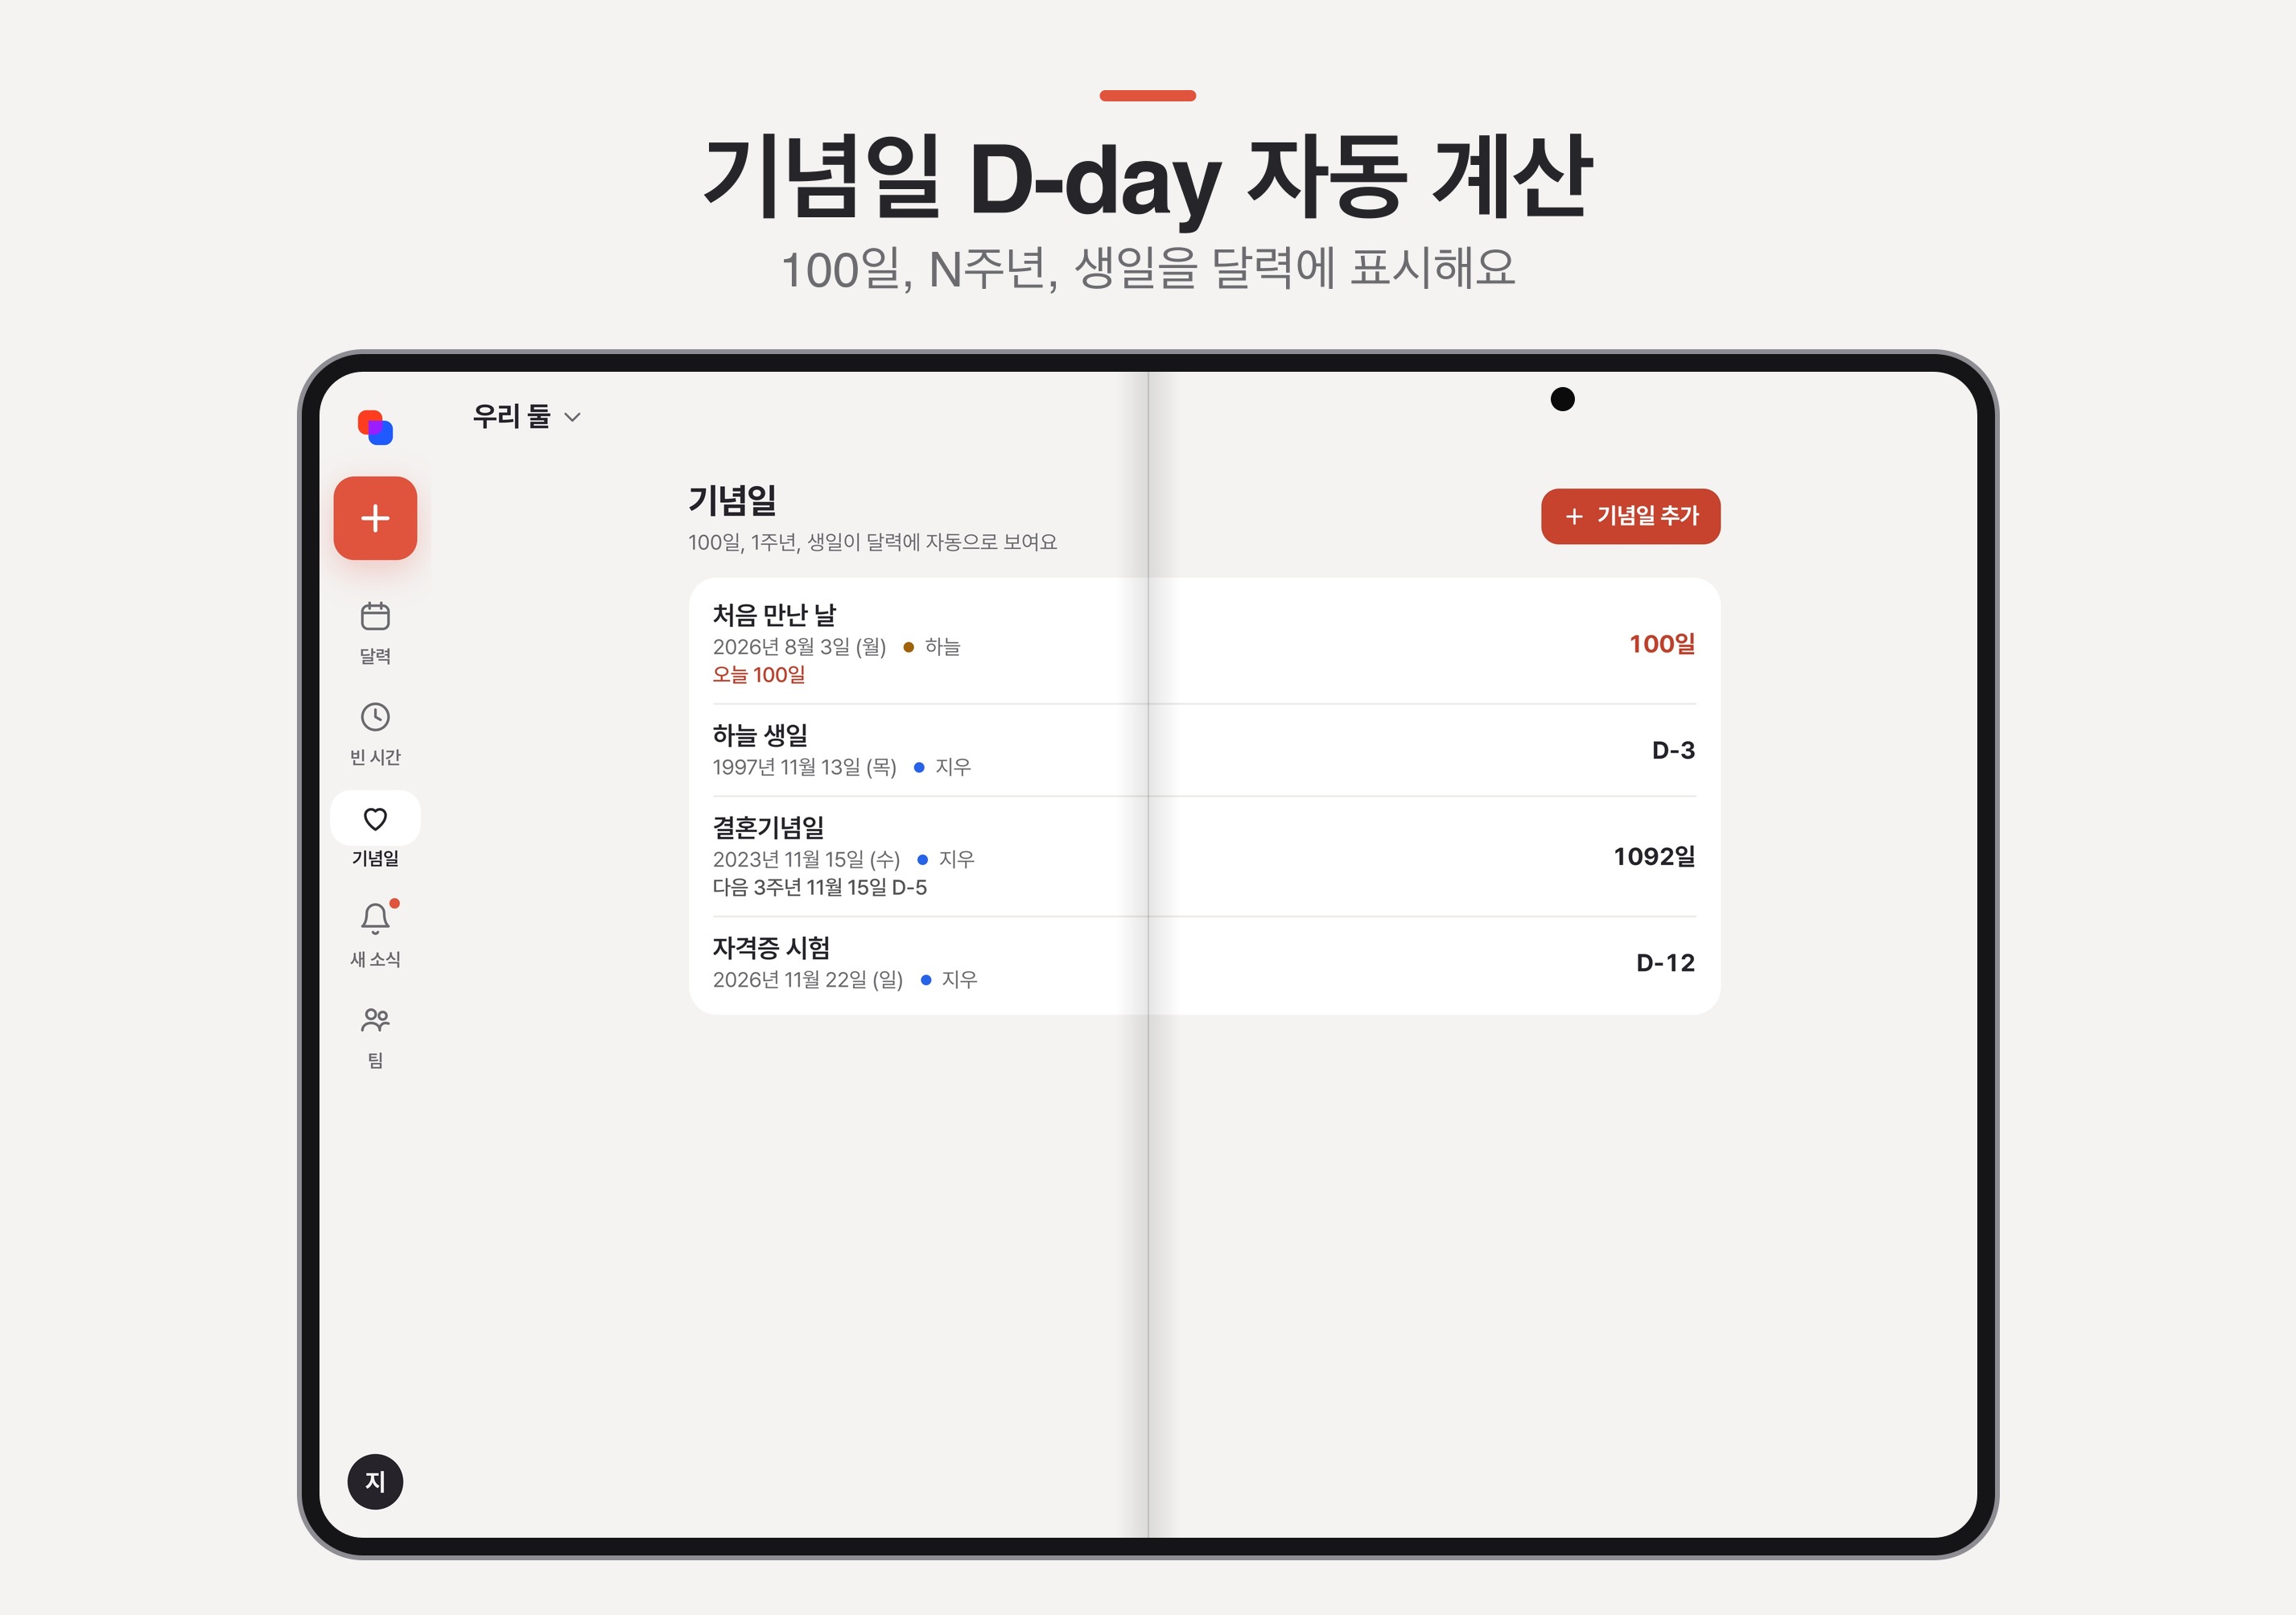 기념일 D-day 자동 계산
100일, N주년, 생일을 달력에 표시해요
우리 둘
기념일
100일, 1주년, 생일이 달력에 자동으로 보여요
기념일 추가
처음 만난 날
2026년 8월 3일 (월) 하늘
오늘 100일
100일
하늘 생일
1997년 11월 13일 (목) 지우
D-3
결혼기념일
2023년 11월 15일 (수) 지우
다음 3주년 11월 15일 D-5
1092일
자격증 시험
2026년 11월 22일 (일) 지우
D-12
달력
빈 시간
기념일
새 소식
팀
지